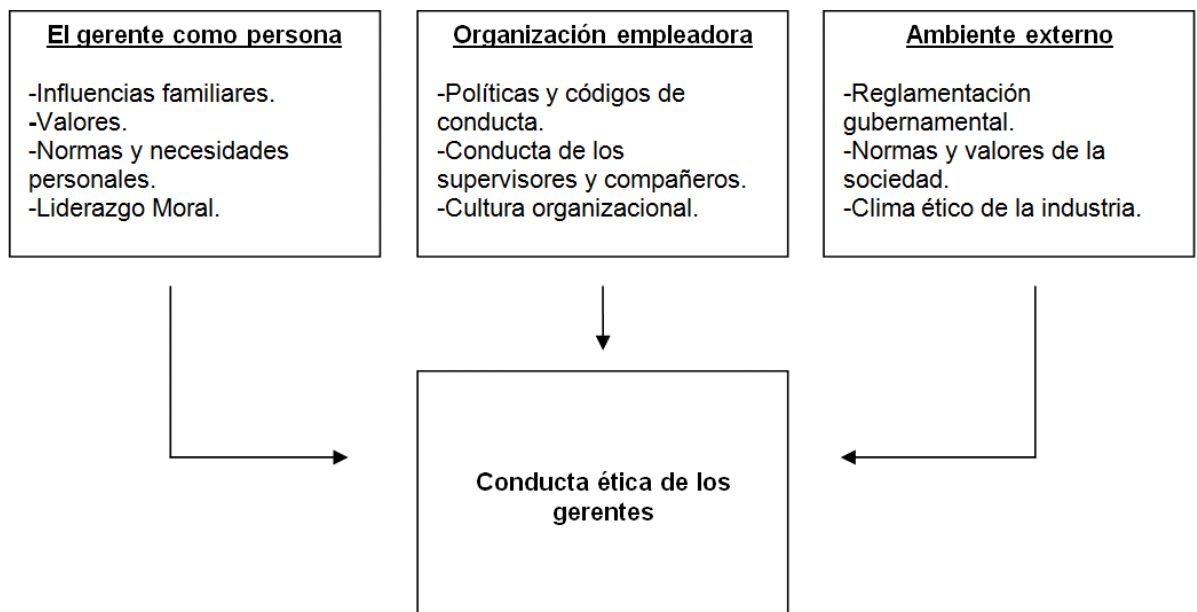 El gerente como persona
-Influencias familiares.
-Valores.
-Normas y necesidades
personales.
-Liderazgo Moral.
Organización empleadora
-Políticas y códigos de
conducta.
-Conducta de los
supervisores y compañeros.
-Cultura organizacional.
Ambiente externo
-Reglamentación
gubernamental.
-Normas y valores de la
sociedad.
-Clima ético de la industria.
Conducta ética de los
gerentes